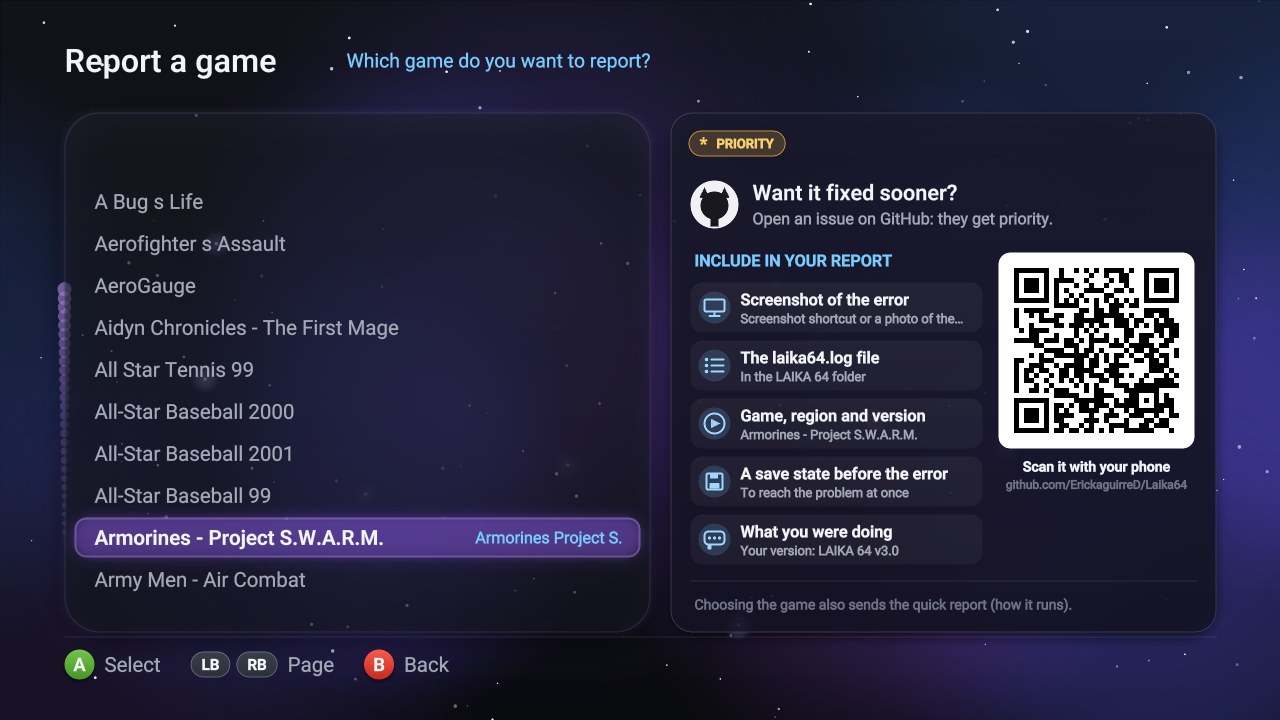 Report a game
Which game do you want to report?
A Bug s Life
Aerofighter s Assault
AeroGauge
Aidyn Chronicles - The First Mage
All Star Tennis 99
All-Star Baseball 2000
All-Star Baseball 2001
All-Star Baseball 99
Armorines - Project S.W.A.R.M.
Armorines Project S.
Army Men - Air Combat
* PRIORITY
Want it fixed sooner?
Open an issue on GitHub: they get priority.
INCLUDE IN YOUR REPORT
Screenshot of the error
Screenshot shortcut or a photo of the...
The laika64.log file
In the LAIKA 64 folder
Game, region and version
Armorines - Project S.W.A.R.M.
A save state before the error
To reach the problem at once
What you were doing
Your version: LAIKA 64 v3.0
Scan it with your phone
github.com/ErickaguirreD/Laika64
Choosing the game also sends the quick report (how it runs).
A Select LB RB Page B Back